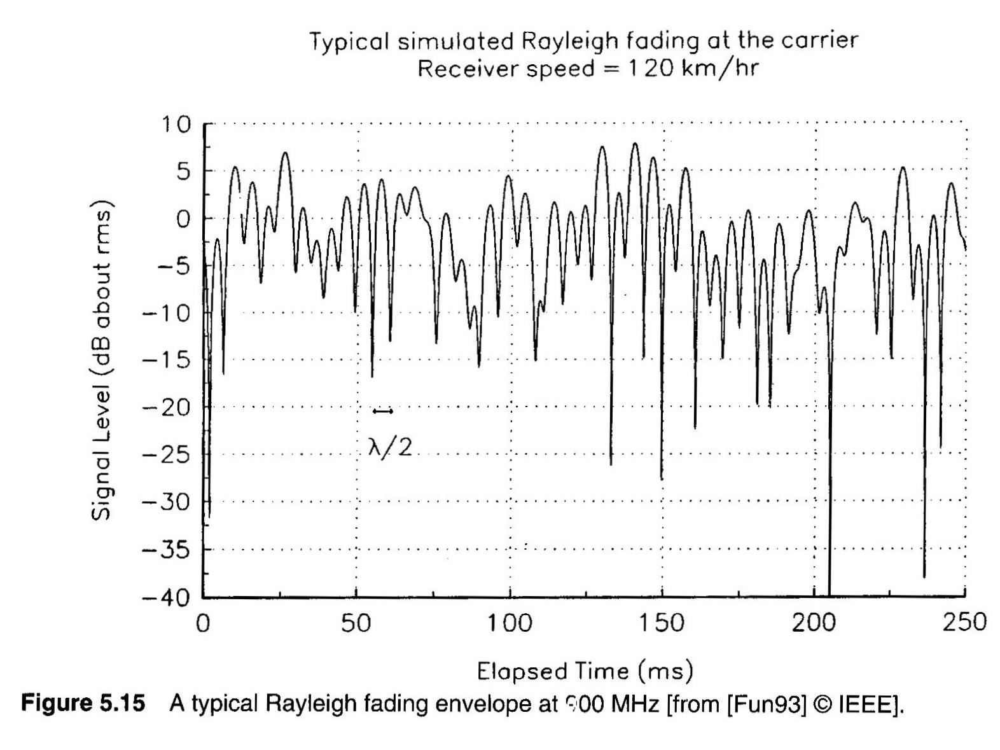 Typical simulated Rayleigh fading at the carrier
Receiver speed = 120 km/hr
10
5
0
−5
−10
−15
−20
−25
−30
−35
−40
Signal Level (dB about rms)
λ/2
0 50 100 150 200 250
Elapsed Time (ms)
Figure 5.15 A typical Rayleigh fading envelope at 900 MHz [from [Fun93] © IEEE].